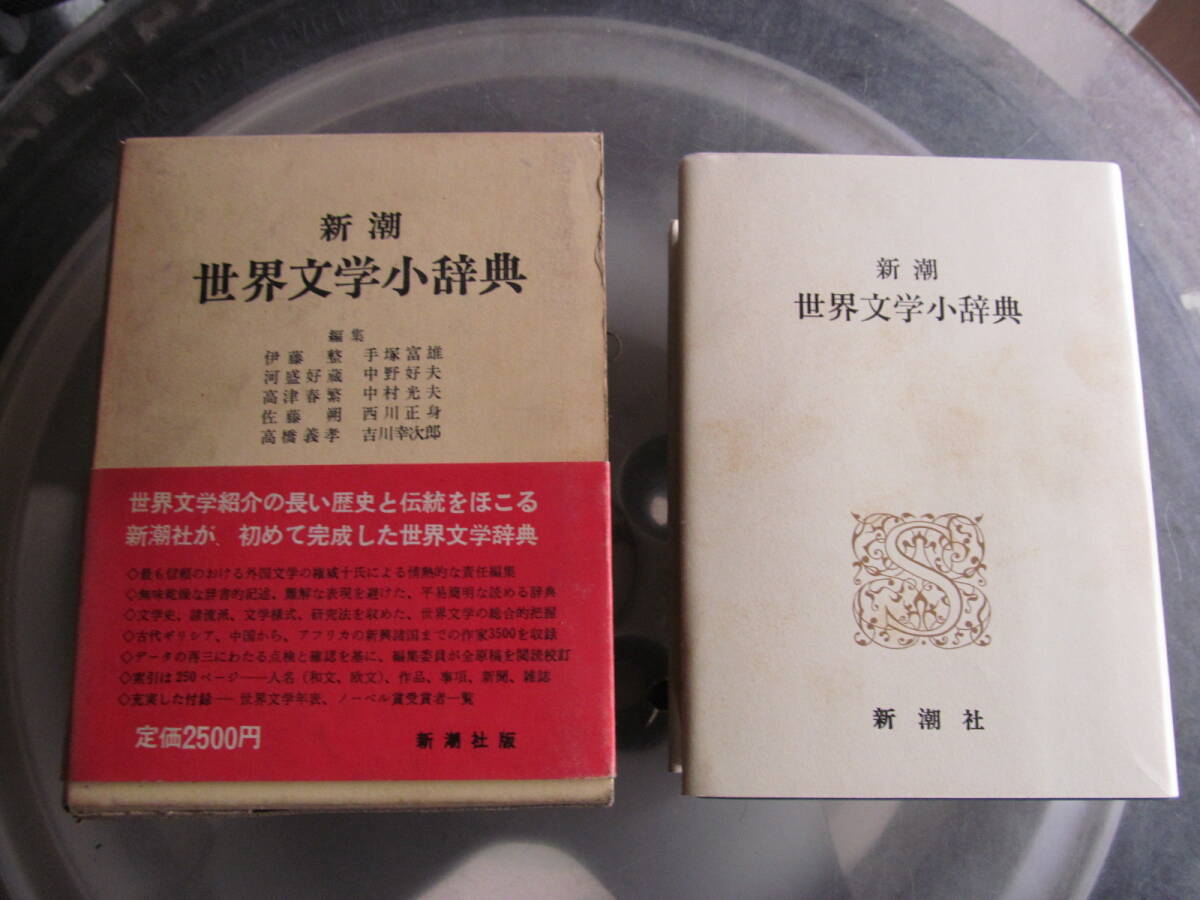 新潮
世界文学小辞典
編集
伊藤 整 手塚富雄
河盛好蔵 中野好夫
高津春繁 中村光夫
佐藤 朔 西川正身
高橋義孝 吉川幸次郎
世界文学紹介の長い歴史と伝統をほこる
新潮社が、初めて完成した世界文学辞典
◇最も信頼のおける外国文学の権威十氏による情熱的な責任編集
◇無味乾燥な辞書的記述、難解な表現を避けた、平易簡明な読める辞典
◇文学史、諸流派、文学様式、研究法を収めた、世界文学の総合的把握
◇古代ギリシア、中国から、アフリカの新興諸国までの作家3500を収録
◇データの再三にわたる点検と確認を基に、編集委員が全原稿を閲読校訂
◇索引は250ページ——人名（和文、欧文）、作品、事項、新聞、雑誌
◇充実した付録——世界文学年表、ノーベル賞受賞者一覧
定価2500円 新潮社版
新潮
世界文学小辞典
S
新潮社